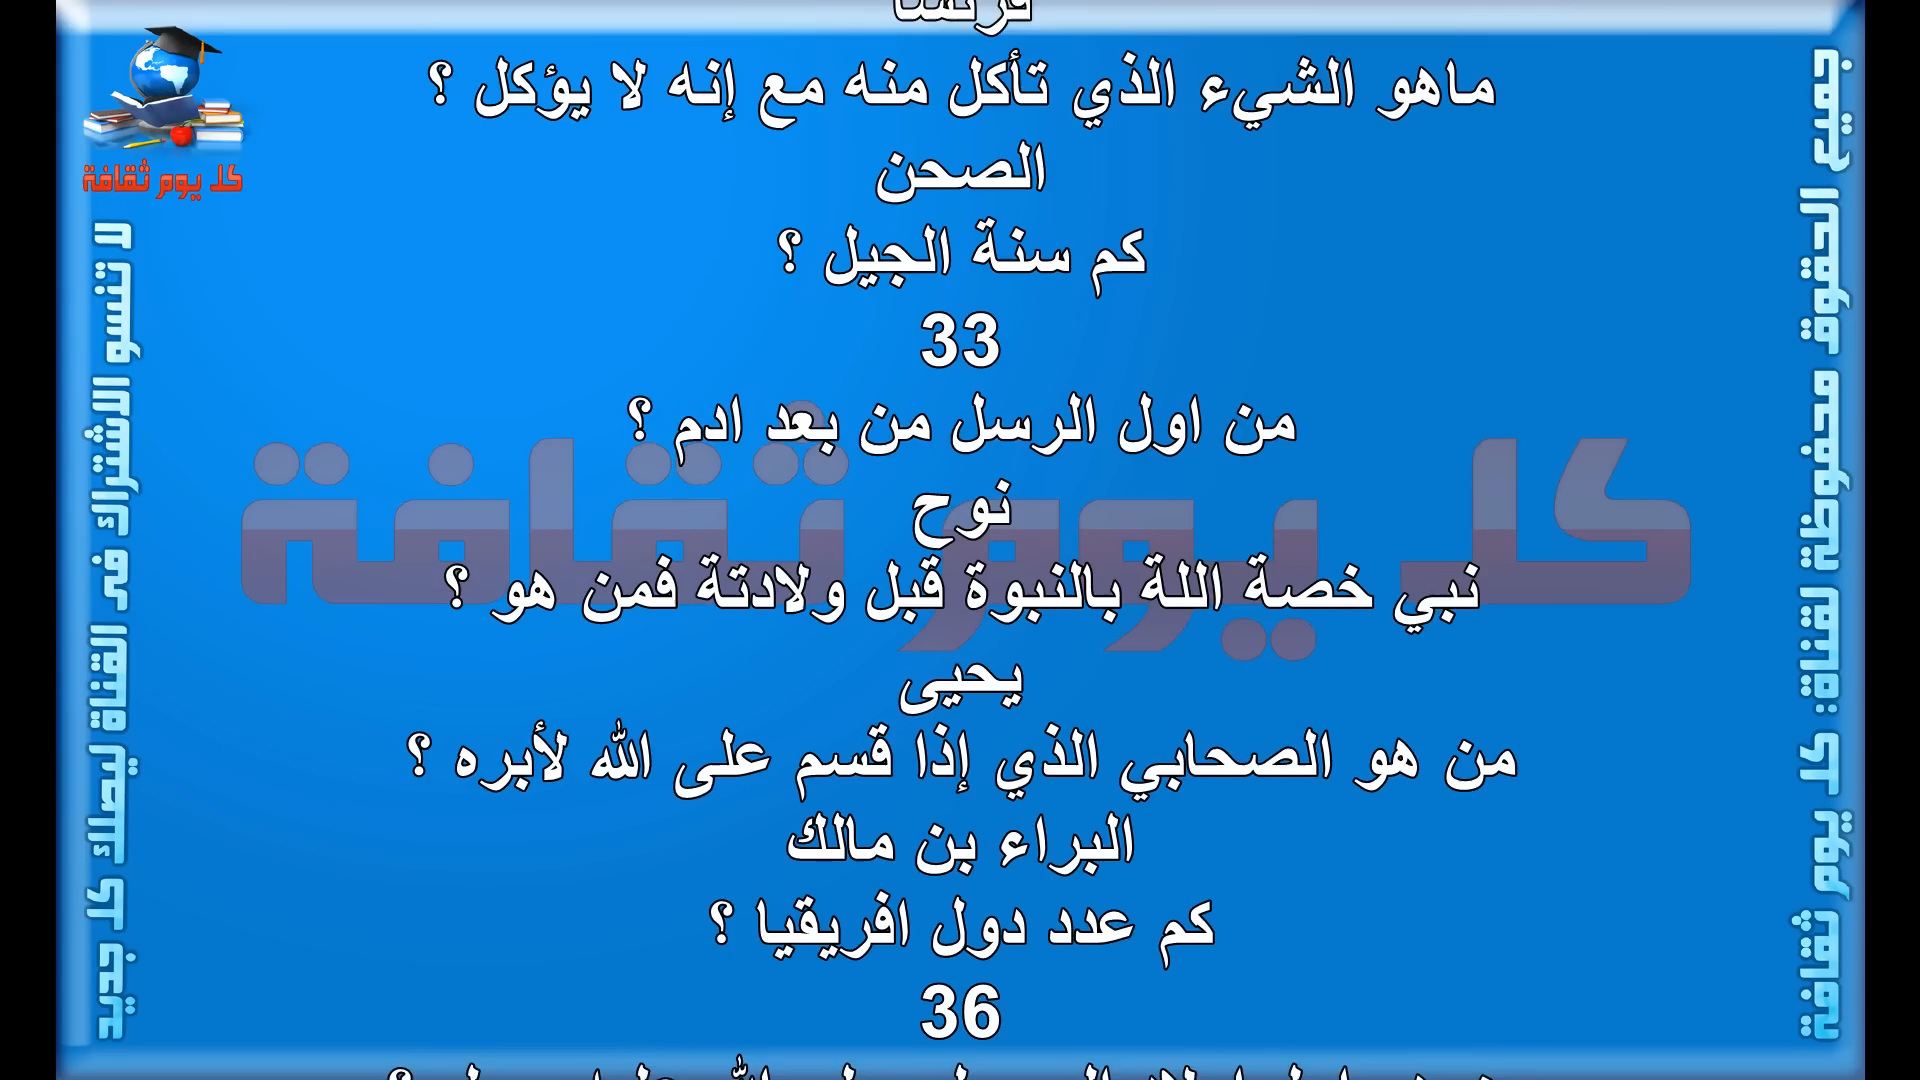 فرنسا
ماهو الشيء الذي تأكل منه مع إنه لا يؤكل ؟
الصحن
كم سنة الجيل ؟
33
من اول الرسل من بعد ادم ؟
نوح
نبي خصة اللة بالنبوة قبل ولادتة فمن هو ؟
يحيى
من هو الصحابي الذي إذا قسم على الله لأبره ؟
البراء بن مالك
كم عدد دول افريقيا ؟
36
كل يوم ثقافة
كل يوم ثقافة
جميع الحقوق محفوظة لقناة: كل يوم ثقافة
لا تنسو الاشتراك فى القناة ليصلك كل جديد